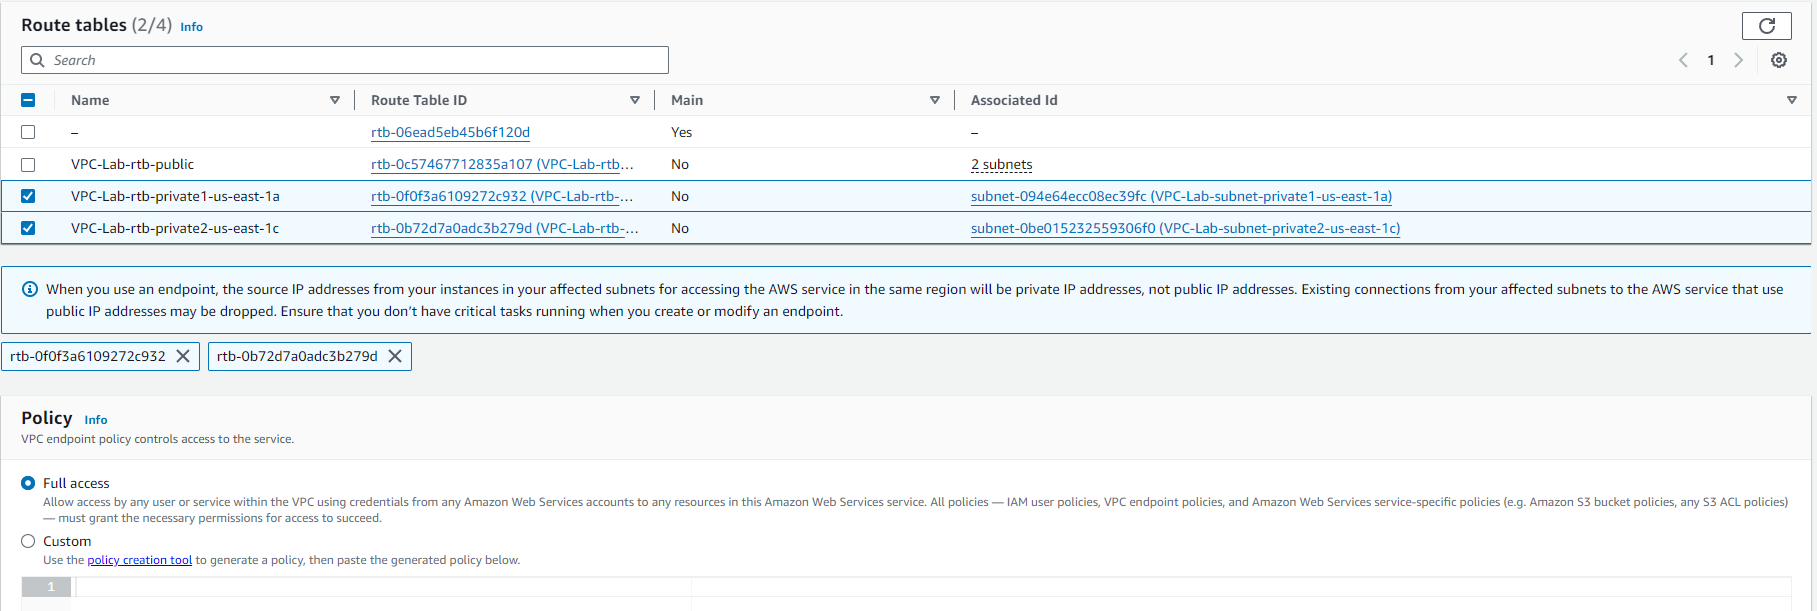 Route tables (2/4) Info
Search
1
Name Route Table ID Main Associated Id
– rtb-06ead5eb45b6f120d Yes –
VPC-Lab-rtb-public rtb-0c57467712835a107 (VPC-Lab-rtb... No 2 subnets
VPC-Lab-rtb-private1-us-east-1a rtb-0f0f3a6109272c932 (VPC-Lab-rtb-... No subnet-094e64ecc08ec39fc (VPC-Lab-subnet-private1-us-east-1a)
VPC-Lab-rtb-private2-us-east-1c rtb-0b72d7a0adc3b279d (VPC-Lab-rtb-... No subnet-0be015232559306f0 (VPC-Lab-subnet-private2-us-east-1c)
When you use an endpoint, the source IP addresses from your instances in your affected subnets for accessing the AWS service in the same region will be private IP addresses, not public IP addresses. Existing connections from your affected subnets to the AWS service that use
public IP addresses may be dropped. Ensure that you don't have critical tasks running when you create or modify an endpoint.
rtb-0f0f3a6109272c932 rtb-0b72d7a0adc3b279d
Policy Info
VPC endpoint policy controls access to the service.
Full access
Allow access by any user or service within the VPC using credentials from any Amazon Web Services accounts to any resources in this Amazon Web Services service. All policies — IAM user policies, VPC endpoint policies, and Amazon Web Services service-specific policies (e.g. Amazon S3 bucket policies, any S3 ACL policies)
— must grant the necessary permissions for access to succeed.
Custom
Use the policy creation tool to generate a policy, then paste the generated policy below.
1